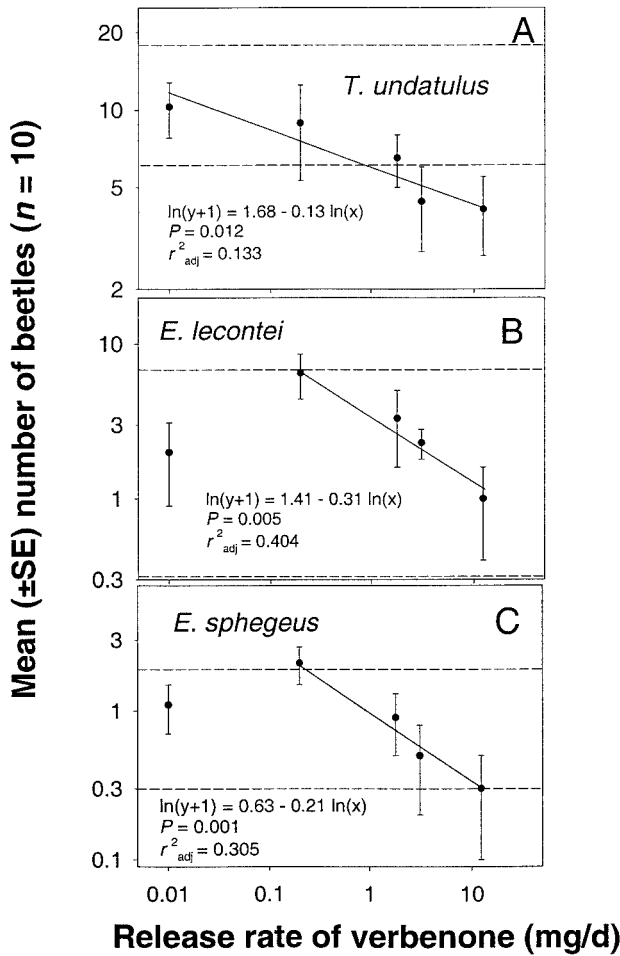 Mean (±SE) number of beetles (n = 10)
A
T. undatulus
20
10
5
2
ln(y+1) = 1.68 - 0.13 ln(x)
P = 0.012
r²adj = 0.133
B
E. lecontei
10
3
1
0.3
ln(y+1) = 1.41 - 0.31 ln(x)
P = 0.005
r²adj = 0.404
C
E. sphegeus
3
1
0.3
0.1
ln(y+1) = 0.63 - 0.21 ln(x)
P = 0.001
r²adj = 0.305
0.01 0.1 1 10
Release rate of verbenone (mg/d)